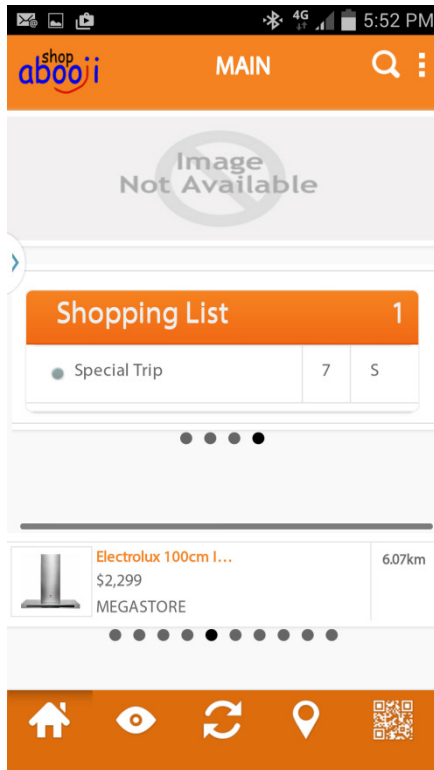 4G 5:52 PM
shop
abooji
MAIN
Image
Not Available
Shopping List 1
Special Trip 7 S
Electrolux 100cm I...
$2,299
MEGASTORE
6.07km